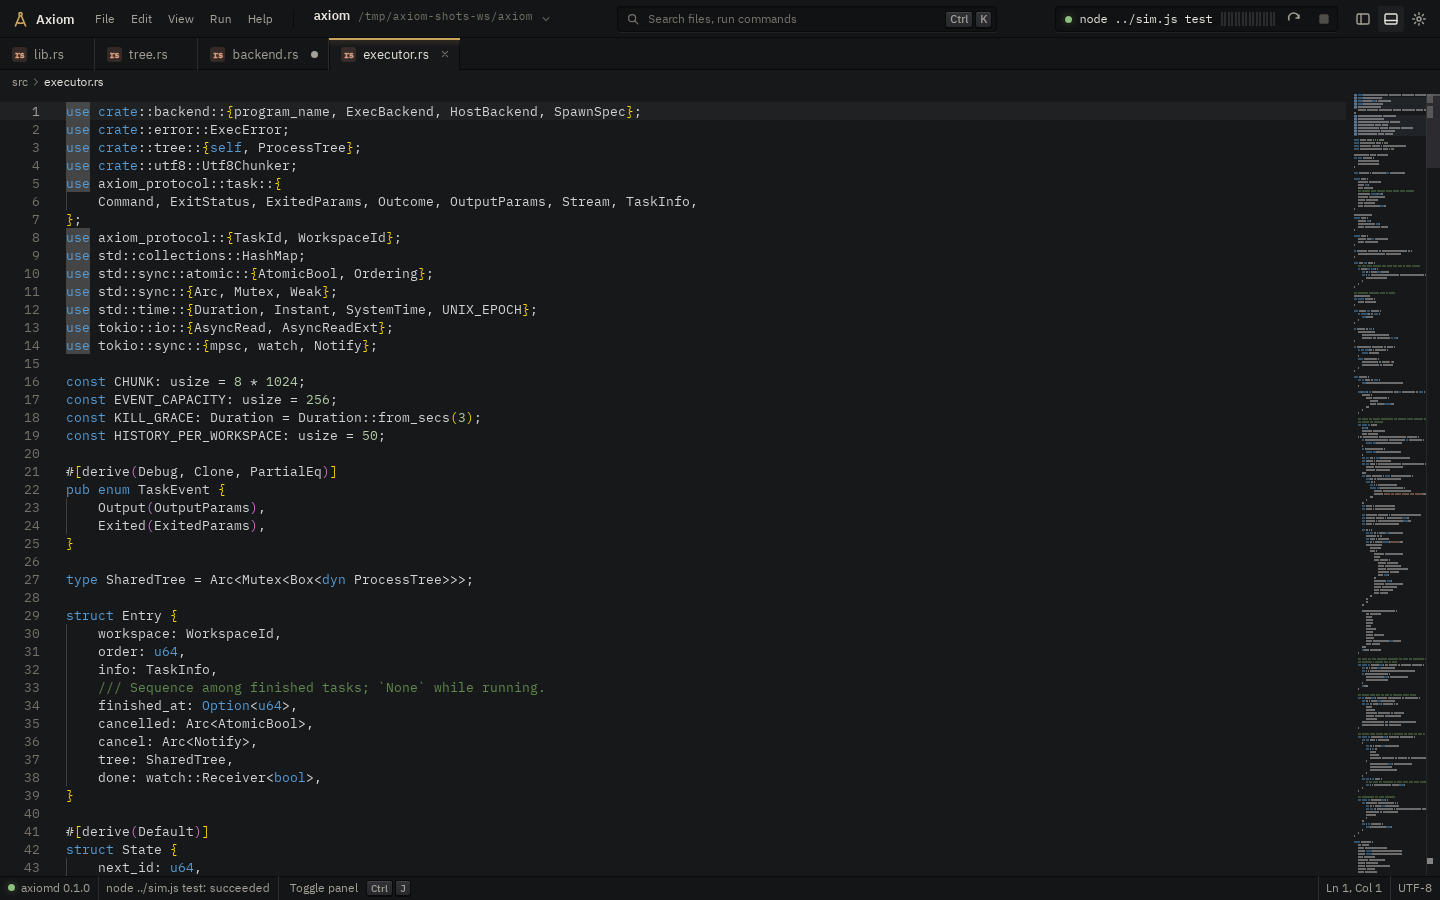 Axiom File Edit View Run Help axiom /tmp/axiom-shots-ws/axiom Search files, run commands Ctrl K node ../sim.js test
lib.rs tree.rs backend.rs executor.rs
src > executor.rs
1 use crate::backend::{program_name, ExecBackend, HostBackend, SpawnSpec};
2 use crate::error::ExecError;
3 use crate::tree::{self, ProcessTree};
4 use crate::utf8::Utf8Chunker;
5 use axiom_protocol::task::{
6     Command, ExitStatus, ExitedParams, Outcome, OutputParams, Stream, TaskInfo,
7 };
8 use axiom_protocol::{TaskId, WorkspaceId};
9 use std::collections::HashMap;
10 use std::sync::atomic::{AtomicBool, Ordering};
11 use std::sync::{Arc, Mutex, Weak};
12 use std::time::{Duration, Instant, SystemTime, UNIX_EPOCH};
13 use tokio::io::{AsyncRead, AsyncReadExt};
14 use tokio::sync::{mpsc, watch, Notify};
15
16 const CHUNK: usize = 8 * 1024;
17 const EVENT_CAPACITY: usize = 256;
18 const KILL_GRACE: Duration = Duration::from_secs(3);
19 const HISTORY_PER_WORKSPACE: usize = 50;
20
21 #[derive(Debug, Clone, PartialEq)]
22 pub enum TaskEvent {
23     Output(OutputParams),
24     Exited(ExitedParams),
25 }
26
27 type SharedTree = Arc<Mutex<Box<dyn ProcessTree>>>;
28
29 struct Entry {
30     workspace: WorkspaceId,
31     order: u64,
32     info: TaskInfo,
33     /// Sequence among finished tasks; `None` while running.
34     finished_at: Option<u64>,
35     cancelled: Arc<AtomicBool>,
36     cancel: Arc<Notify>,
37     tree: SharedTree,
38     done: watch::Receiver<bool>,
39 }
40
41 #[derive(Default)]
42 struct State {
43     next_id: u64,
axiomd 0.1.0 node ../sim.js test: succeeded Toggle panel Ctrl J Ln 1, Col 1 UTF-8